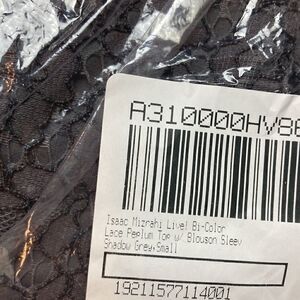 A310000HV86
Isaac Mizrahi Live! Bi-Color
Lace Peplum Top w/ Blouson Sleev
Shadow Grey,Small
19211577114001